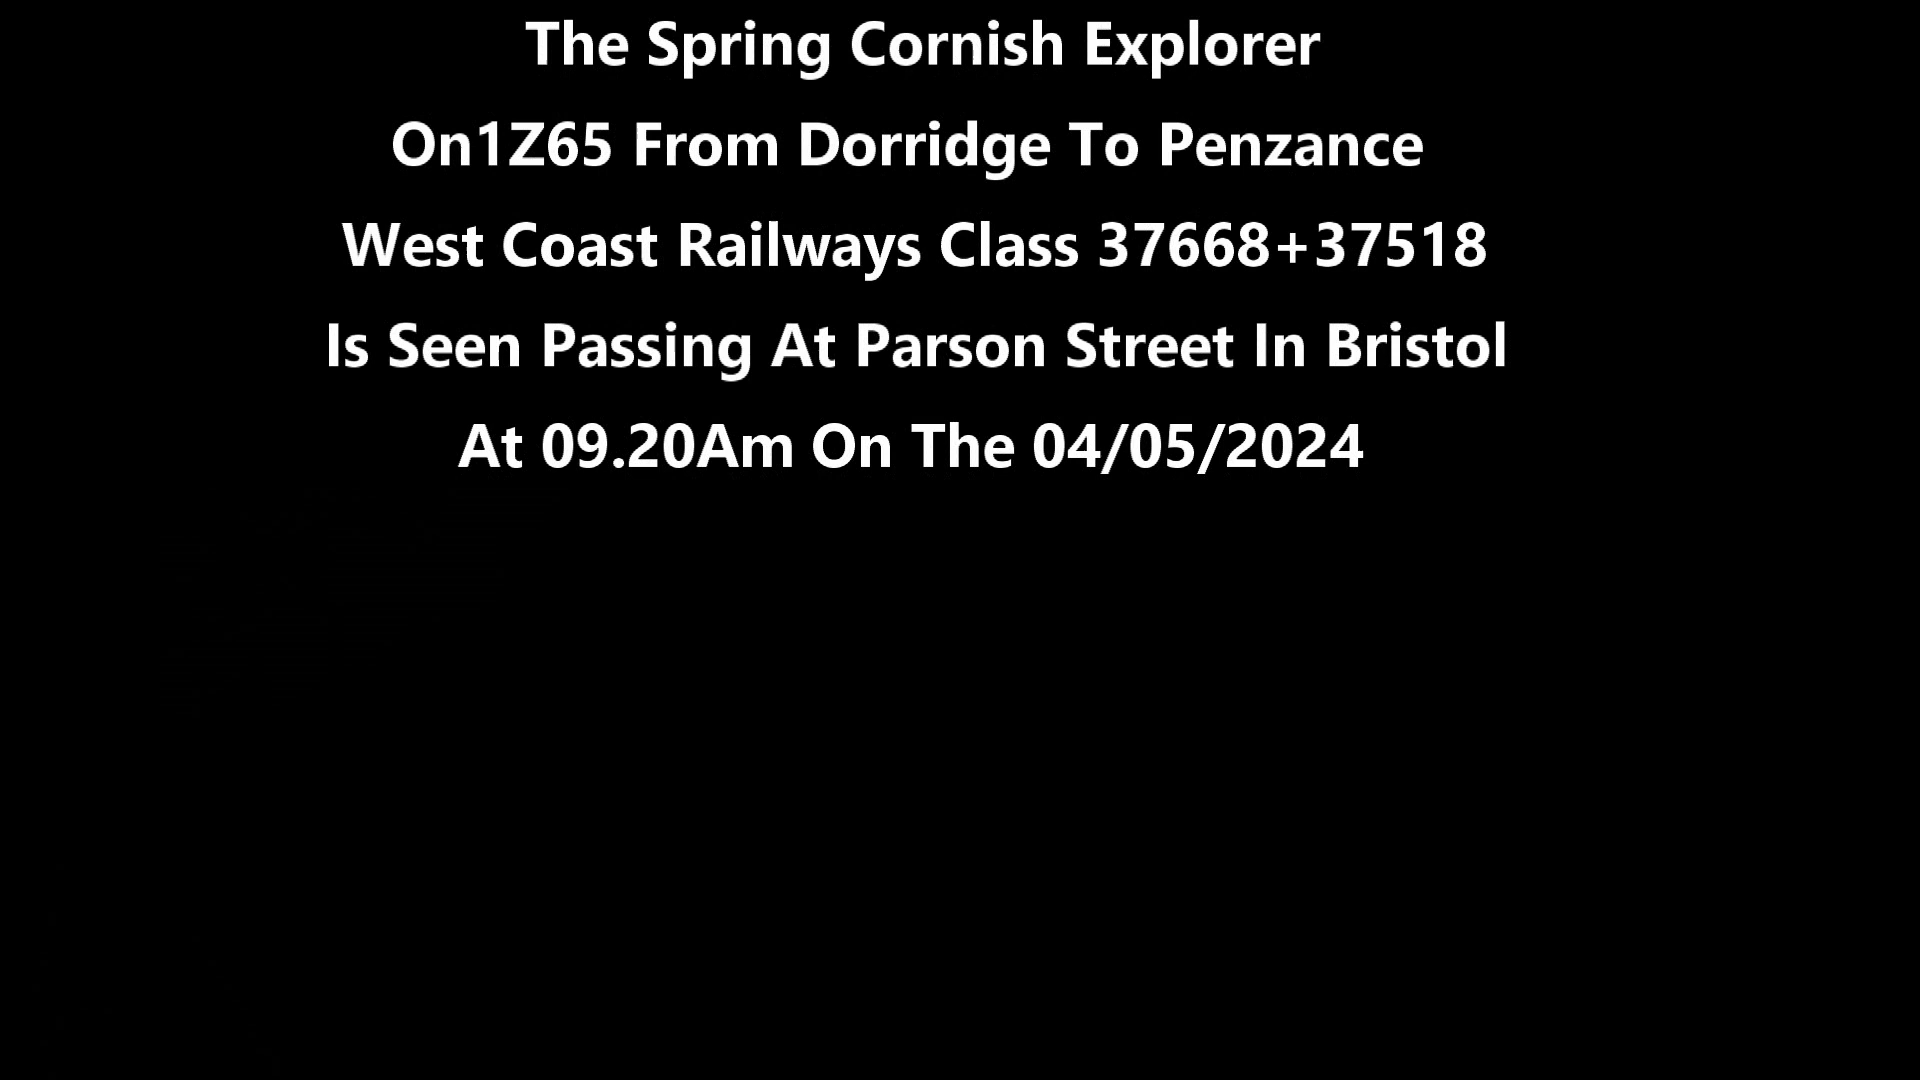 The Spring Cornish Explorer
On1Z65 From Dorridge To Penzance
West Coast Railways Class 37668+37518
Is Seen Passing At Parson Street In Bristol
At 09.20Am On The 04/05/2024